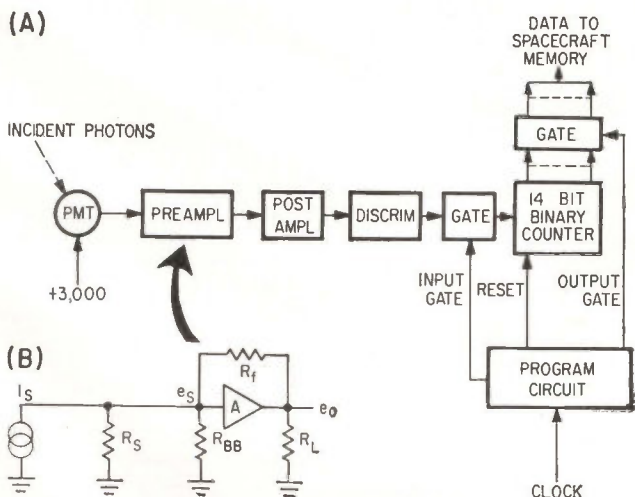 (A)
DATA TO
SPACECRAFT
MEMORY
INCIDENT PHOTONS
GATE
PMT
PREAMPL
POST
AMPL
DISCRIM
GATE
14 BIT
BINARY
COUNTER
+3,000
INPUT
GATE
RESET
OUTPUT
GATE
PROGRAM
CIRCUIT
CLOCK
(B)
Rf
IS
eS
A
eo
RS
RBB
RL